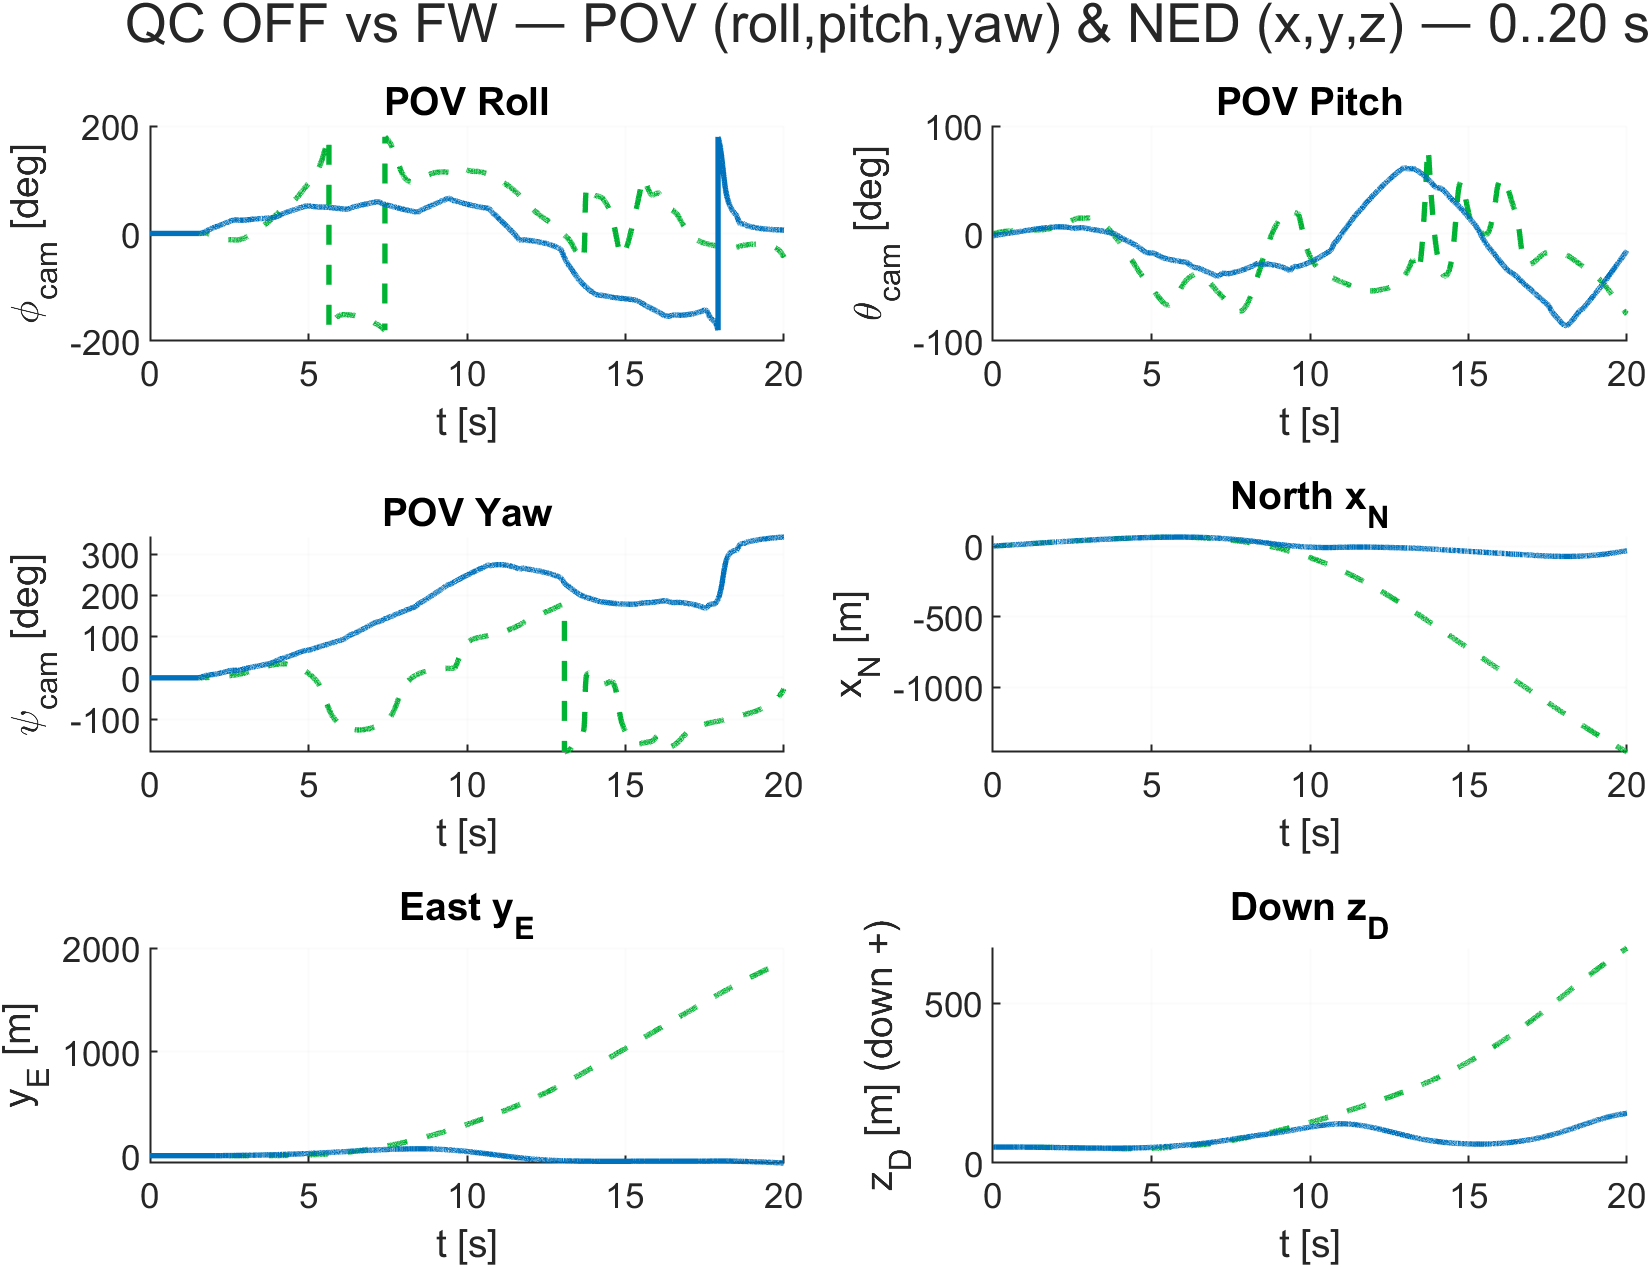 QC OFF vs FW — POV (roll,pitch,yaw) & NED (x,y,z) — 0..20 s
POV Roll
ϕcam [deg]
200
0
-200
0 5 10 15 20
t [s]
POV Pitch
θcam [deg]
100
0
-100
0 5 10 15 20
t [s]
POV Yaw
ψcam [deg]
300
200
100
0
-100
0 5 10 15 20
t [s]
North xN
xN [m]
0
-500
-1000
0 5 10 15 20
t [s]
East yE
yE [m]
2000
1000
0
0 5 10 15 20
t [s]
Down zD
zD [m] (down +)
500
0
0 5 10 15 20
t [s]